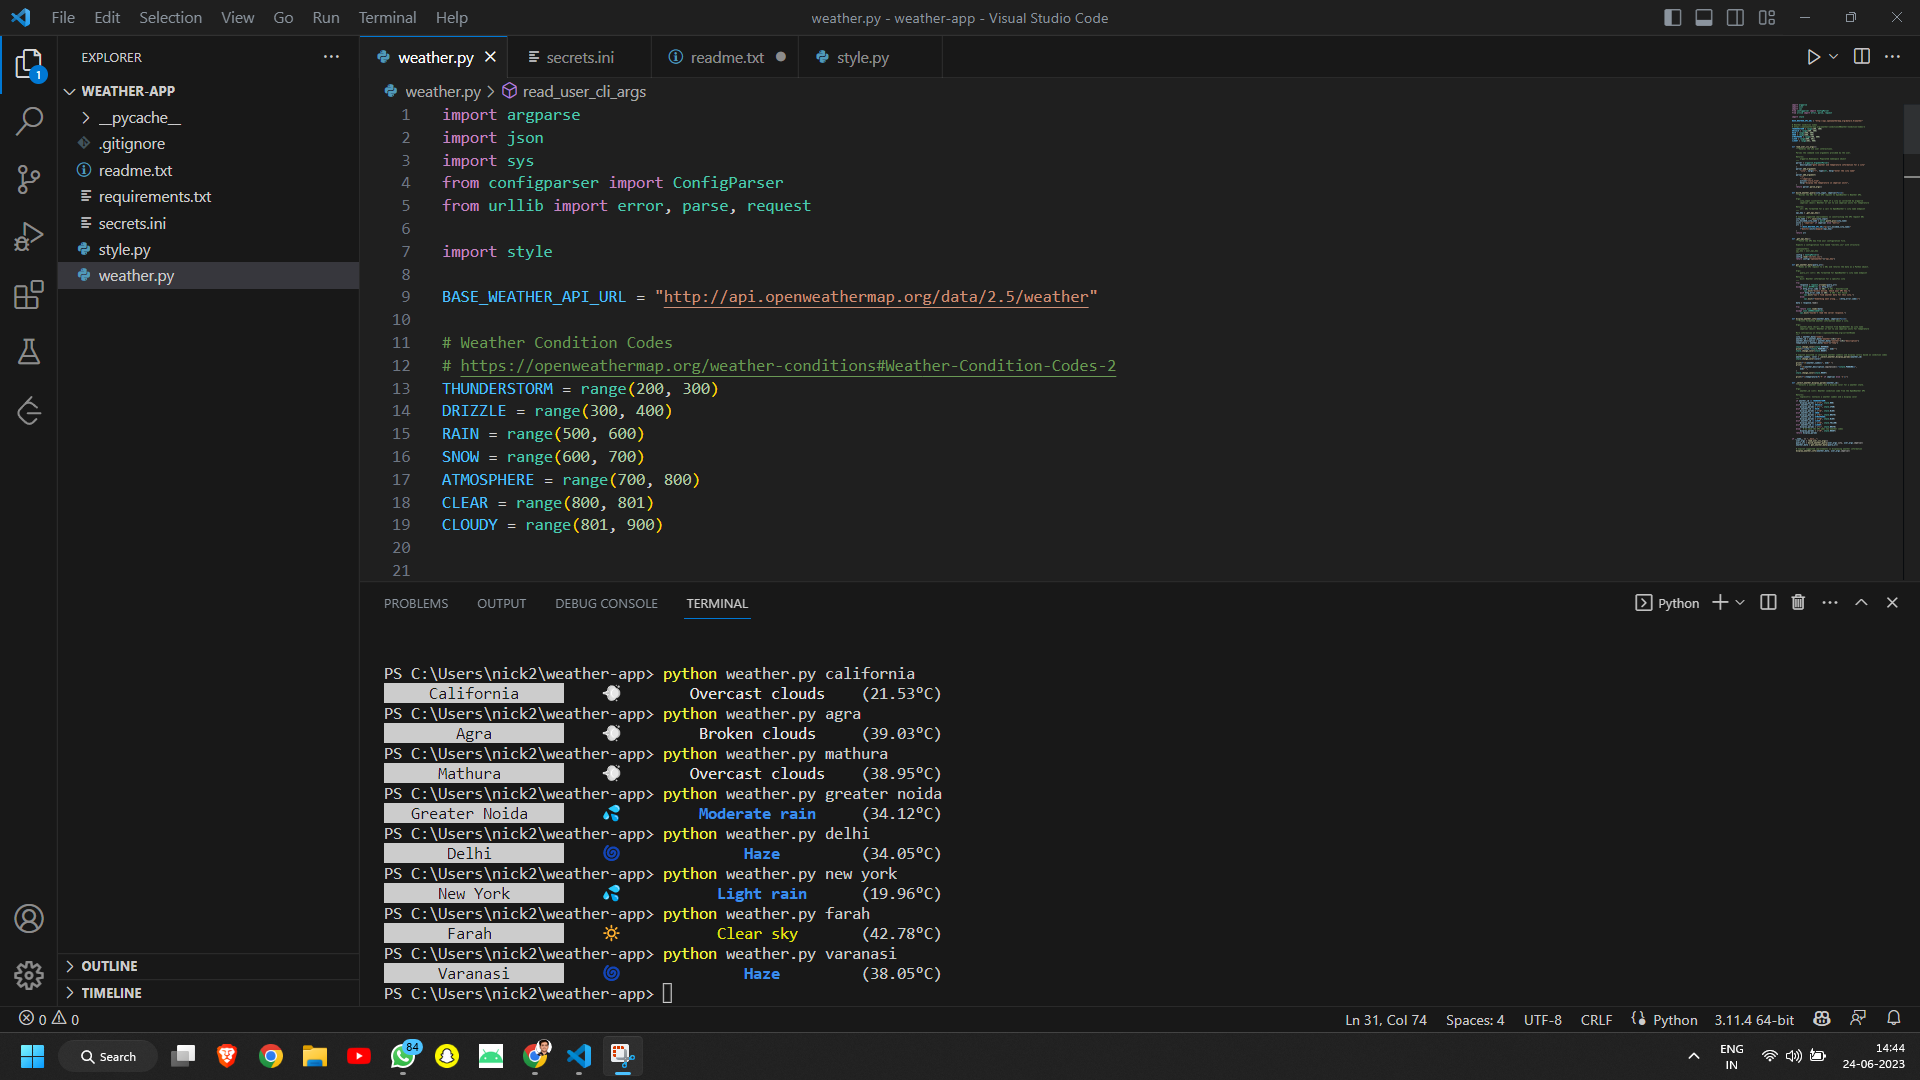 File Edit Selection View Go Run Terminal Help
weather.py - weather-app - Visual Studio Code
EXPLORER
1
WEATHER-APP
__pycache__
.gitignore
readme.txt
requirements.txt
secrets.ini
style.py
weather.py
OUTLINE
TIMELINE
weather.py secrets.ini readme.txt style.py
weather.py > read_user_cli_args
1 import argparse
2 import json
3 import sys
4 from configparser import ConfigParser
5 from urllib import error, parse, request
6
7 import style
8
9 BASE_WEATHER_API_URL = "http://api.openweathermap.org/data/2.5/weather"
10
11 # Weather Condition Codes
12 # https://openweathermap.org/weather-conditions#Weather-Condition-Codes-2
13 THUNDERSTORM = range(200, 300)
14 DRIZZLE = range(300, 400)
15 RAIN = range(500, 600)
16 SNOW = range(600, 700)
17 ATMOSPHERE = range(700, 800)
18 CLEAR = range(800, 801)
19 CLOUDY = range(801, 900)
20
21
PROBLEMS OUTPUT DEBUG CONSOLE TERMINAL
Python
PS C:\Users\nick2\weather-app> python weather.py california
California Overcast clouds (21.53°C)
PS C:\Users\nick2\weather-app> python weather.py agra
Agra Broken clouds (39.03°C)
PS C:\Users\nick2\weather-app> python weather.py mathura
Mathura Overcast clouds (38.95°C)
PS C:\Users\nick2\weather-app> python weather.py greater noida
Greater Noida Moderate rain (34.12°C)
PS C:\Users\nick2\weather-app> python weather.py delhi
Delhi Haze (34.05°C)
PS C:\Users\nick2\weather-app> python weather.py new york
New York Light rain (19.96°C)
PS C:\Users\nick2\weather-app> python weather.py farah
Farah Clear sky (42.78°C)
PS C:\Users\nick2\weather-app> python weather.py varanasi
Varanasi Haze (38.05°C)
PS C:\Users\nick2\weather-app>
0 0
Ln 31, Col 74 Spaces: 4 UTF-8 CRLF Python 3.11.4 64-bit
Search
84
ENG
IN
14:44
24-06-2023